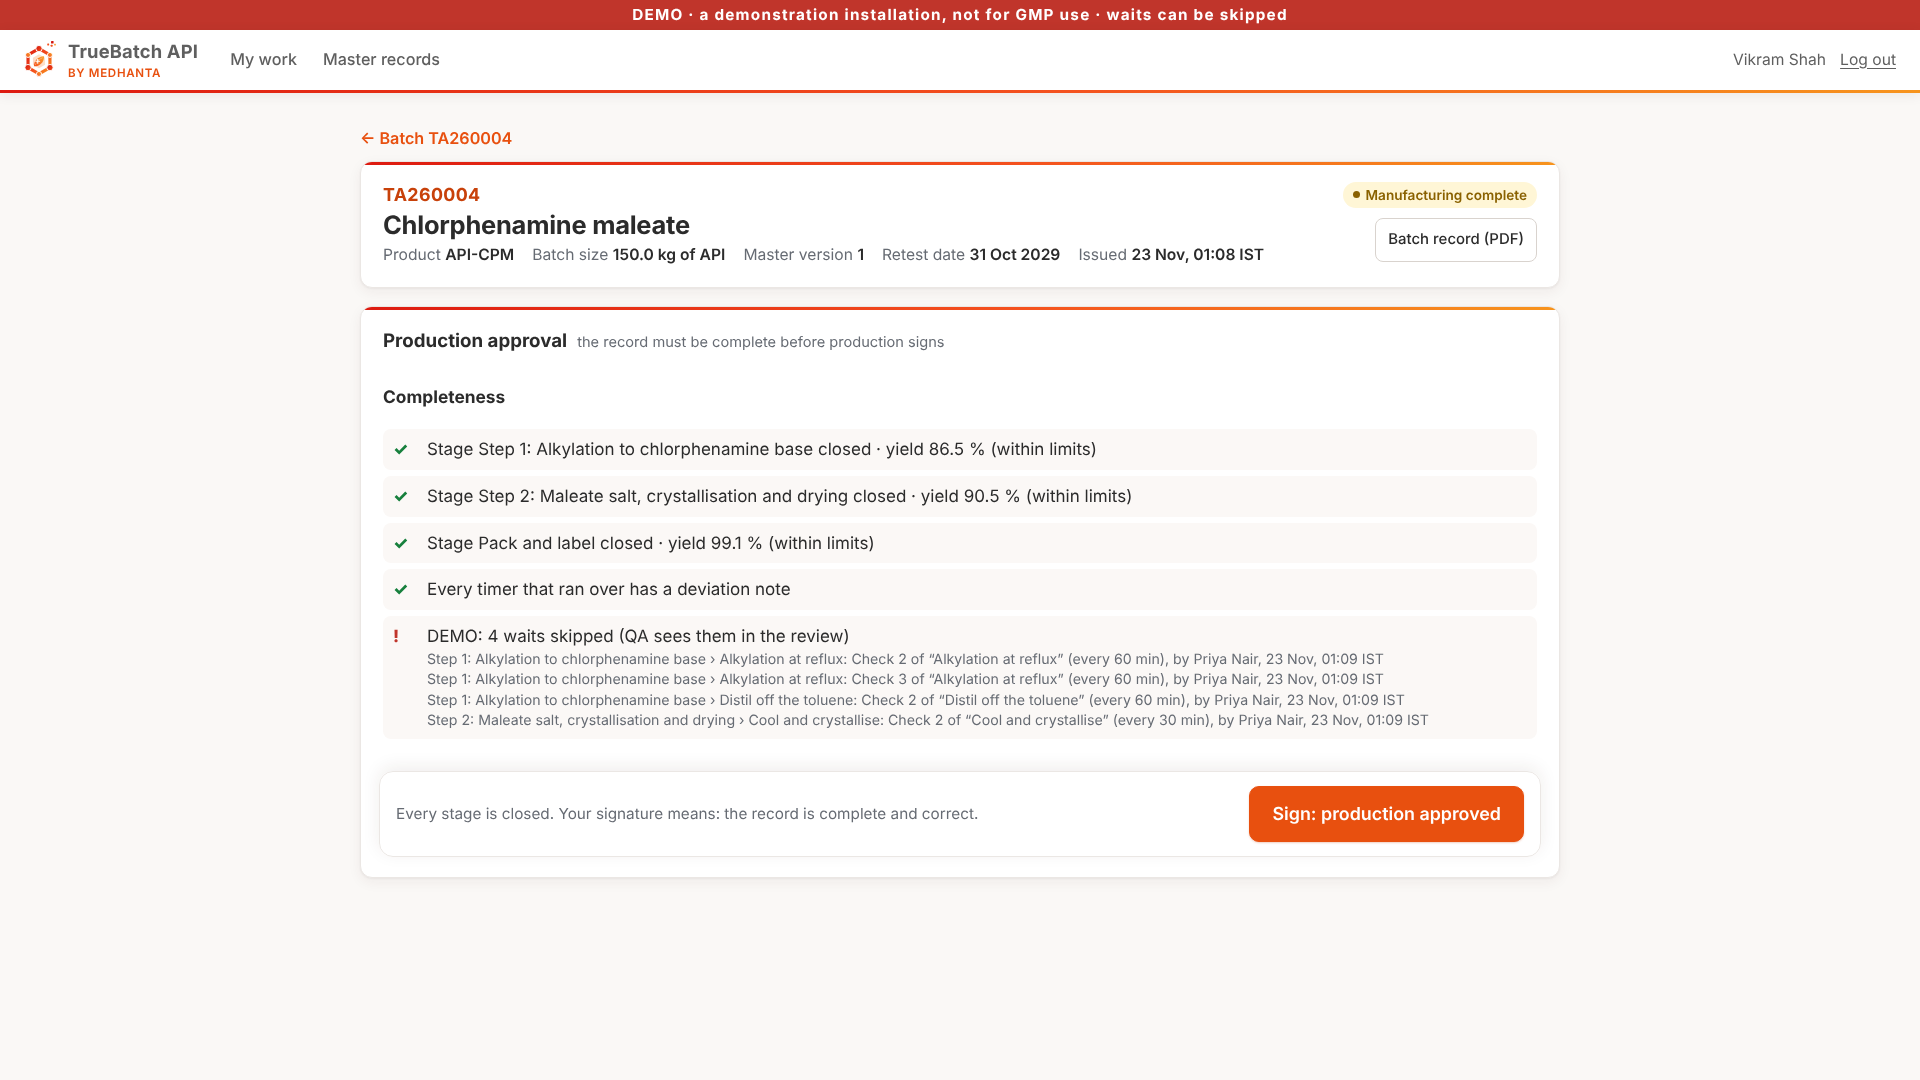 DEMO · a demonstration installation, not for GMP use · waits can be skipped
TrueBatch API
BY MEDHANTA
My work
Master records
Vikram Shah
Log out
← Batch TA260004
TA260004
Manufacturing complete
Chlorphenamine maleate
Batch record (PDF)
Product API-CPM Batch size 150.0 kg of API Master version 1 Retest date 31 Oct 2029 Issued 23 Nov, 01:08 IST
Production approval the record must be complete before production signs
Completeness
✓ Stage Step 1: Alkylation to chlorphenamine base closed · yield 86.5 % (within limits)
✓ Stage Step 2: Maleate salt, crystallisation and drying closed · yield 90.5 % (within limits)
✓ Stage Pack and label closed · yield 99.1 % (within limits)
✓ Every timer that ran over has a deviation note
! DEMO: 4 waits skipped (QA sees them in the review)
Step 1: Alkylation to chlorphenamine base › Alkylation at reflux: Check 2 of “Alkylation at reflux” (every 60 min), by Priya Nair, 23 Nov, 01:09 IST
Step 1: Alkylation to chlorphenamine base › Alkylation at reflux: Check 3 of “Alkylation at reflux” (every 60 min), by Priya Nair, 23 Nov, 01:09 IST
Step 1: Alkylation to chlorphenamine base › Distil off the toluene: Check 2 of “Distil off the toluene” (every 60 min), by Priya Nair, 23 Nov, 01:09 IST
Step 2: Maleate salt, crystallisation and drying › Cool and crystallise: Check 2 of “Cool and crystallise” (every 30 min), by Priya Nair, 23 Nov, 01:09 IST
Every stage is closed. Your signature means: the record is complete and correct.
Sign: production approved